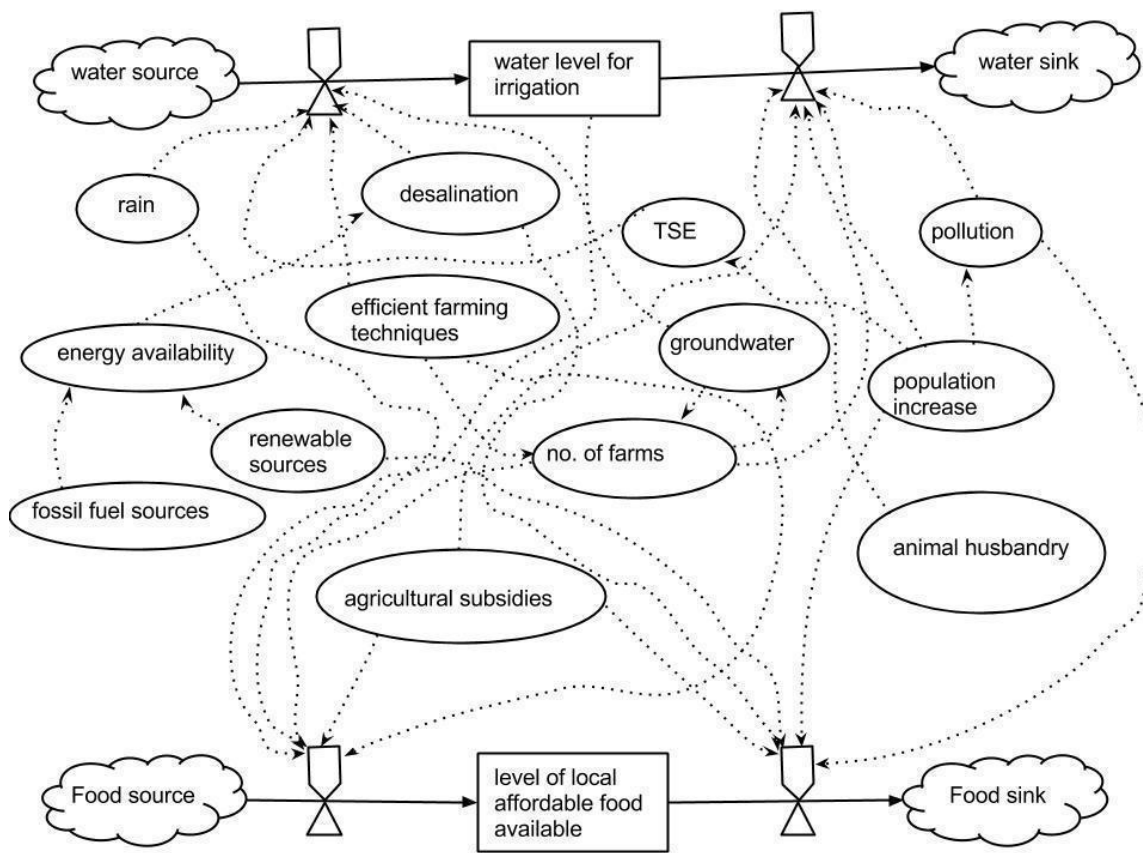 water source
water level for
irrigation
water sink
rain
desalination
TSE
pollution
efficient farming
techniques
energy availability
groundwater
population
increase
renewable
sources
no. of farms
fossil fuel sources
animal husbandry
agricultural subsidies
Food source
level of local
affordable food
available
Food sink